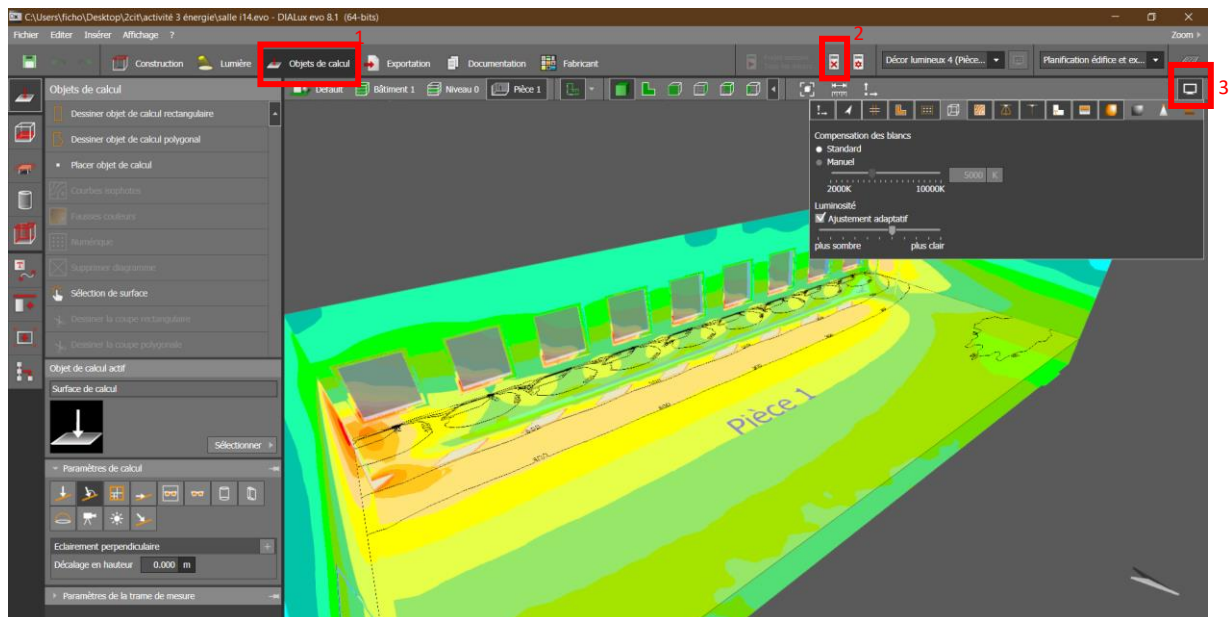 C:\Users\ficho\Desktop\2cit\activité 3 énergie\salle i14.evo - DIALux evo 8.1 (64-bits)
Fichier Editer Insérer Affichage ? Zoom
1
2
3
Construction Lumière Objets de calcul Exportation Documentation Fabricant
Décor lumineux 4 (Pièce... Planification édifice et ex...
Objets de calcul
Défaut Bâtiment 1 Niveau 0 Pièce 1
Dessiner objet de calcul rectangulaire
Dessiner objet de calcul polygonal
Placer objet de calcul
Courbes isophotes
Fausses couleurs
Numérique
Supprimer diagramme
Sélection de surface
Dessiner la coupe rectangulaire
Dessiner la coupe polygonale
Objet de calcul actif
Surface de calcul
Sélectionner
Paramètres de calcul
Eclairement perpendiculaire +
Décalage en hauteur 0.000 m
Paramètres de la trame de mesure
Compensation des blancs
Standard
Manuel
5000 K
2000K 10000K
Luminosité
Ajustement adaptatif
plus sombre plus clair
Pièce 1